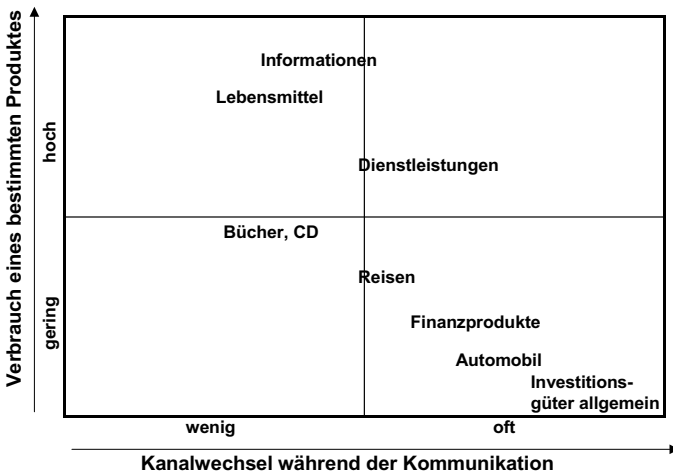 Verbrauch eines bestimmten Produktes
hoch
gering
Informationen
Lebensmittel
Dienstleistungen
Bücher, CD
Reisen
Finanzprodukte
Automobil
Investitions-
güter allgemein
wenig
oft
Kanalwechsel während der Kommunikation